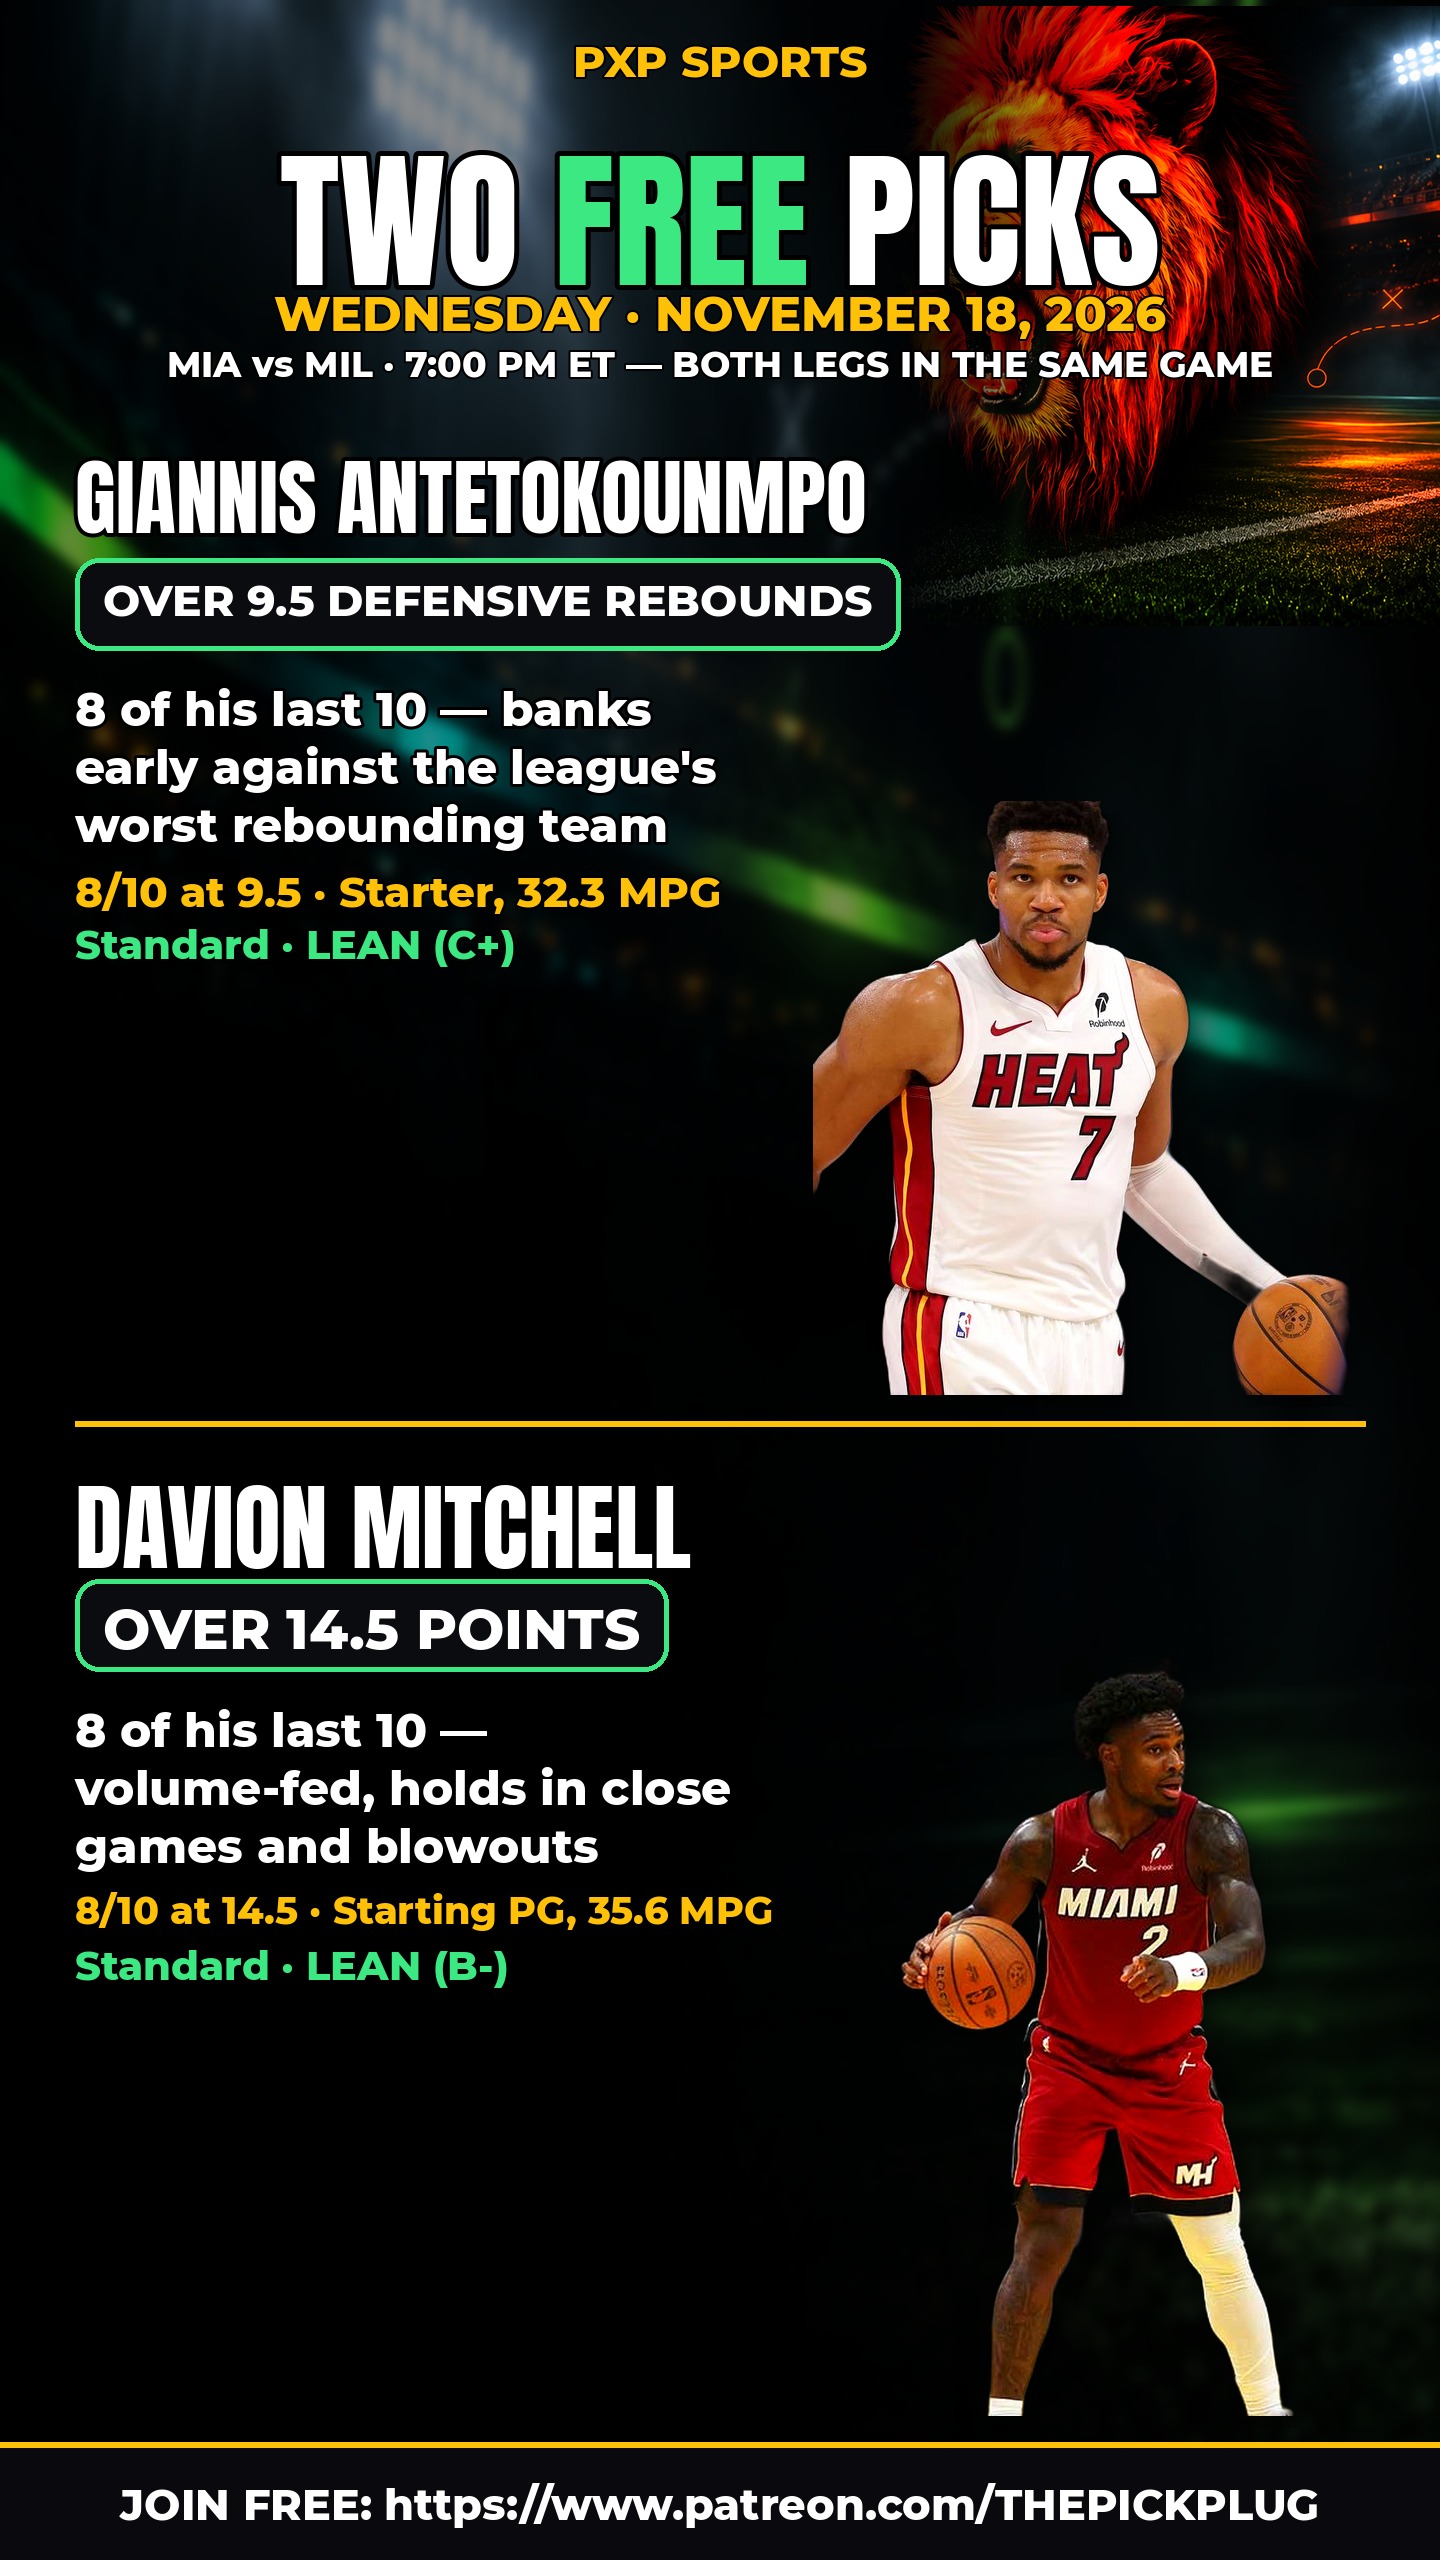 PXP SPORTS
TWO FREE PICKS
WEDNESDAY · NOVEMBER 18, 2026
MIA vs MIL · 7:00 PM ET — BOTH LEGS IN THE SAME GAME
GIANNIS ANTETOKOUNMPO
OVER 9.5 DEFENSIVE REBOUNDS
8 of his last 10 — banks
early against the league's
worst rebounding team
8/10 at 9.5 · Starter, 32.3 MPG
Standard · LEAN (C+)
Robinhood
HEAT
7
DAVION MITCHELL
OVER 14.5 POINTS
8 of his last 10 —
volume-fed, holds in close
games and blowouts
8/10 at 14.5 · Starting PG, 35.6 MPG
Standard · LEAN (B-)
Robinhood
MIAMI
2
MH
JOIN FREE: https://www.patreon.com/THEPICKPLUG